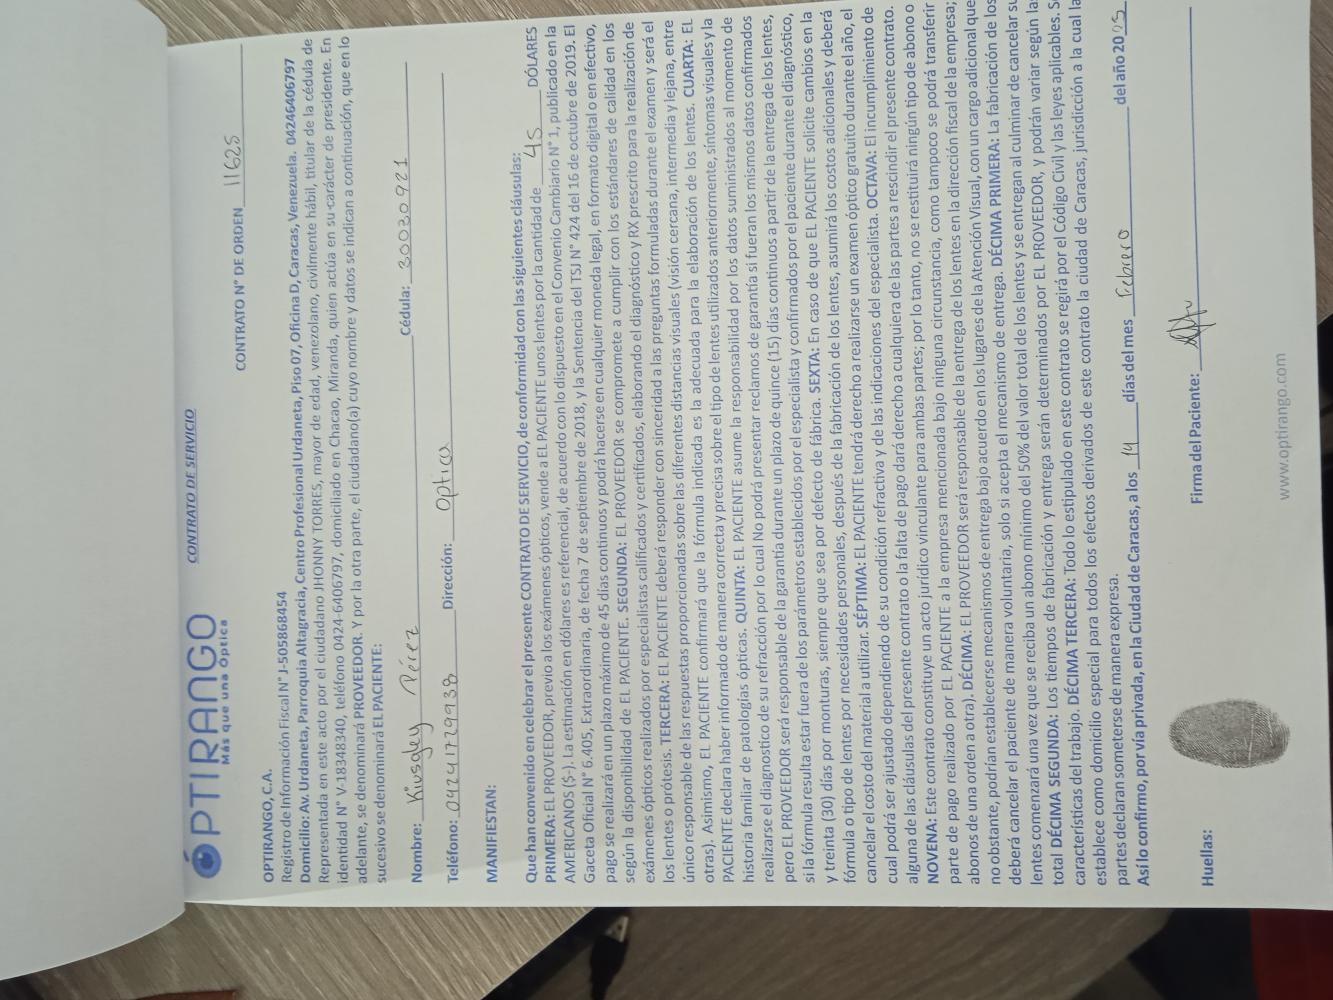 ÓPTIRANGO
Más que una óptica
CONTRATO DE SERVICIO
CONTRATO N° DE ORDEN 11625
OPTIRANGO, C.A.
Registro de Información Fiscal N° J-505868454
Domicilio: Av. Urdaneta, Parroquia Altagracia, Centro Profesional Urdaneta, Piso 07, Oficina D, Caracas, Venezuela. 04246406797
Representada en este acto por el ciudadano JHONNY TORRES, mayor de edad, venezolano, civilmente hábil, titular de la cédula de
identidad N° V-18348340, teléfono 0424-6406797, domiciliado en Chacao, Miranda, quien actúa en su carácter de presidente. En
adelante, se denominará PROVEEDOR. Y por la otra parte, el ciudadano(a) cuyo nombre y datos se indican a continuación, que en lo
sucesivo se denominará EL PACIENTE:
Nombre: Kiusgley Pérez Cédula: 30030921
Teléfono: 04241729938 Dirección: optica
MANIFIESTAN:
Que han convenido en celebrar el presente CONTRATO DE SERVICIO, de conformidad con las siguientes cláusulas:
PRIMERA: EL PROVEEDOR, previo a los exámenes ópticos, vende a EL PACIENTE unos lentes por la cantidad de 45 DÓLARES
AMERICANOS ($-). La estimación en dólares es referencial, de acuerdo con lo dispuesto en el Convenio Cambiario N° 1, publicado en la
Gaceta Oficial N° 6.405, Extraordinaria, de fecha 7 de septiembre de 2018, y la Sentencia del TSJ N° 424 del 16 de octubre de 2019. El
pago se realizará en un plazo máximo de 45 días continuos y podrá hacerse en cualquier moneda legal, en formato digital o en efectivo,
según la disponibilidad de EL PACIENTE. SEGUNDA: EL PROVEEDOR se compromete a cumplir con los estándares de calidad en los
exámenes ópticos realizados por especialistas calificados y certificados, elaborando el diagnóstico y RX prescrito para la realización de
los lentes o prótesis. TERCERA: EL PACIENTE deberá responder con sinceridad a las preguntas formuladas durante el examen y será el
único responsable de las respuestas proporcionadas sobre las diferentes distancias visuales (visión cercana, intermedia y lejana, entre
otras). Asimismo, EL PACIENTE confirmará que la fórmula indicada es la adecuada para la elaboración de los lentes. CUARTA: EL
PACIENTE declara haber informado de manera correcta y precisa sobre el tipo de lentes utilizados anteriormente, síntomas visuales y la
historia familiar de patologías ópticas. QUINTA: EL PACIENTE asume la responsabilidad por los datos suministrados al momento de
realizarse el diagnostico de su refracción por lo cual No podrá presentar reclamos de garantía si fueran los mismos datos confirmados
pero EL PROVEEDOR será responsable de la garantía durante un plazo de quince (15) días continuos a partir de la entrega de los lentes,
si la fórmula resulta estar fuera de los parámetros establecidos por el especialista y confirmados por el paciente durante el diagnóstico,
y treinta (30) días por monturas, siempre que sea por defecto de fábrica. SEXTA: En caso de que EL PACIENTE solicite cambios en la
fórmula o tipo de lentes por necesidades personales, después de la fabricación de los lentes, asumirá los costos adicionales y deberá
cancelar el costo del material a utilizar. SÉPTIMA: EL PACIENTE tendrá derecho a realizarse un examen óptico gratuito durante el año, el
cual podrá ser ajustado dependiendo de su condición refractiva y de las indicaciones del especialista. OCTAVA: El incumplimiento de
alguna de las cláusulas del presente contrato o la falta de pago dará derecho a cualquiera de las partes a rescindir el presente contrato.
NOVENA: Este contrato constituye un acto jurídico vinculante para ambas partes; por lo tanto, no se restituirá ningún tipo de abono o
parte de pago realizado por EL PACIENTE a la empresa mencionada bajo ninguna circunstancia, como tampoco se podrá transferir
abonos de una orden a otra). DÉCIMA: EL PROVEEDOR será responsable de la entrega de los lentes en la dirección fiscal de la empresa;
no obstante, podrían establecerse mecanismos de entrega bajo acuerdo en los lugares de la Atención Visual, con un cargo adicional que
deberá cancelar el paciente de manera voluntaria, solo si acepta el mecanismo de entrega. DÉCIMA PRIMERA: La fabricación de los
lentes comenzará una vez que se reciba un abono mínimo del 50% del valor total de los lentes y se entregan al culminar de cancelar su
total DÉCIMA SEGUNDA: Los tiempos de fabricación y entrega serán determinados por EL PROVEEDOR, y podrán variar según las
características del trabajo. DÉCIMA TERCERA: Todo lo estipulado en este contrato se regirá por el Código Civil y las leyes aplicables. Se
establece como domicilio especial para todos los efectos derivados de este contrato la ciudad de Caracas, jurisdicción a la cual la
partes declaran someterse de manera expresa.
Así lo confirmo, por vía privada, en la Ciudad de Caracas, a los 14 días del mes Febrero del año 2025
Huellas:
Firma del Paciente:
www.optirango.com